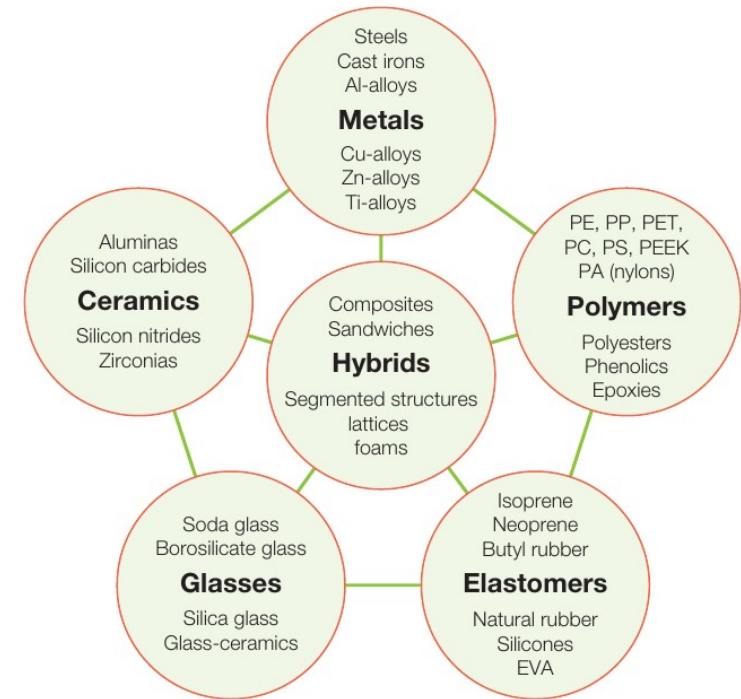 Steels
Cast irons
Al-alloys
Metals
Cu-alloys
Zn-alloys
Ti-alloys
Aluminas
Silicon carbides
Ceramics
Silicon nitrides
Zirconias
PE, PP, PET,
PC, PS, PEEK
PA (nylons)
Polymers
Polyesters
Phenolics
Epoxies
Composites
Sandwiches
Hybrids
Segmented structures
lattices
foams
Soda glass
Borosilicate glass
Glasses
Silica glass
Glass-ceramics
Isoprene
Neoprene
Butyl rubber
Elastomers
Natural rubber
Silicones
EVA